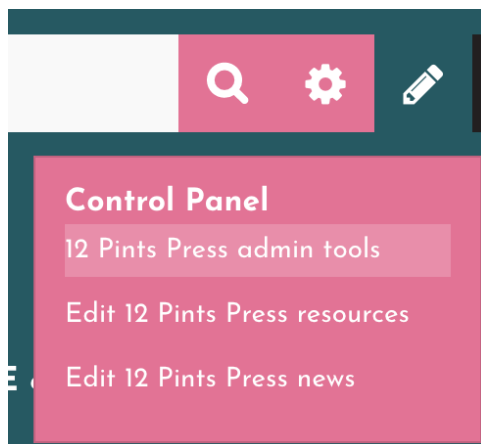 Control Panel
12 Pints Press admin tools
Edit 12 Pints Press resources
Edit 12 Pints Press news